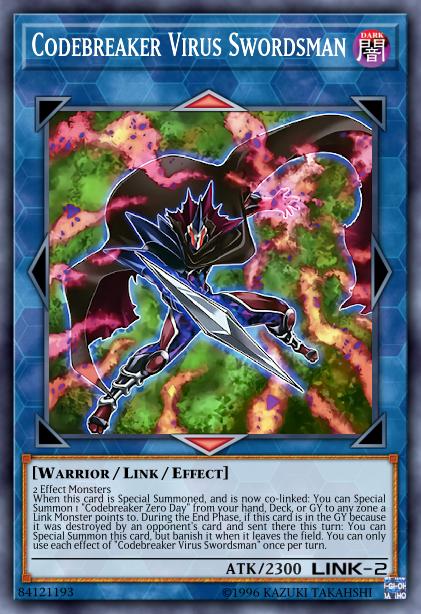 CODEBREAKER VIRUS SWORDSMAN
DARK
闇
[WARRIOR / LINK / EFFECT]
2 Effect Monsters
When this card is Special Summoned, and is now co-linked: You can Special
Summon 1 "Codebreaker Zero Day" from your hand, Deck, or GY to any zone a
Link Monster points to. During the End Phase, if this card is in the GY because
it was destroyed by an opponent's card and sent there this turn: You can
Special Summon this card, but banish it when it leaves the field. You can only
use each effect of "Codebreaker Virus Swordsman" once per turn.
ATK/2300 LINK-2
84121193 ©1996 KAZUKI TAKAHSHI